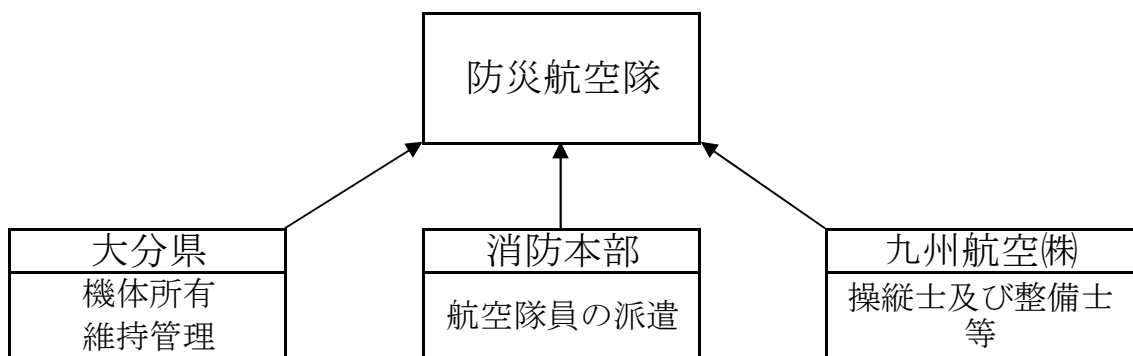 防災航空隊
大分県
機体所有
維持管理
消防本部
航空隊員の派遣
九州航空㈱
操縦士及び整備士
等